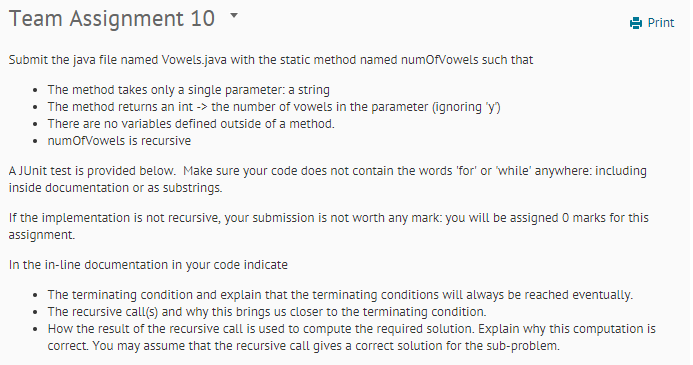 Team Assignment 10
Print
Submit the java file named Vowels.java with the static method named numOfVowels such that
• The method takes only a single parameter: a string
• The method returns an int -> the number of vowels in the parameter (ignoring 'y')
• There are no variables defined outside of a method.
• numOfVowels is recursive
A JUnit test is provided below. Make sure your code does not contain the words 'for' or 'while' anywhere: including
inside documentation or as substrings.
If the implementation is not recursive, your submission is not worth any mark: you will be assigned 0 marks for this
assignment.
In the in-line documentation in your code indicate
• The terminating condition and explain that the terminating conditions will always be reached eventually.
• The recursive call(s) and why this brings us closer to the terminating condition.
• How the result of the recursive call is used to compute the required solution. Explain why this computation is
correct. You may assume that the recursive call gives a correct solution for the sub-problem.